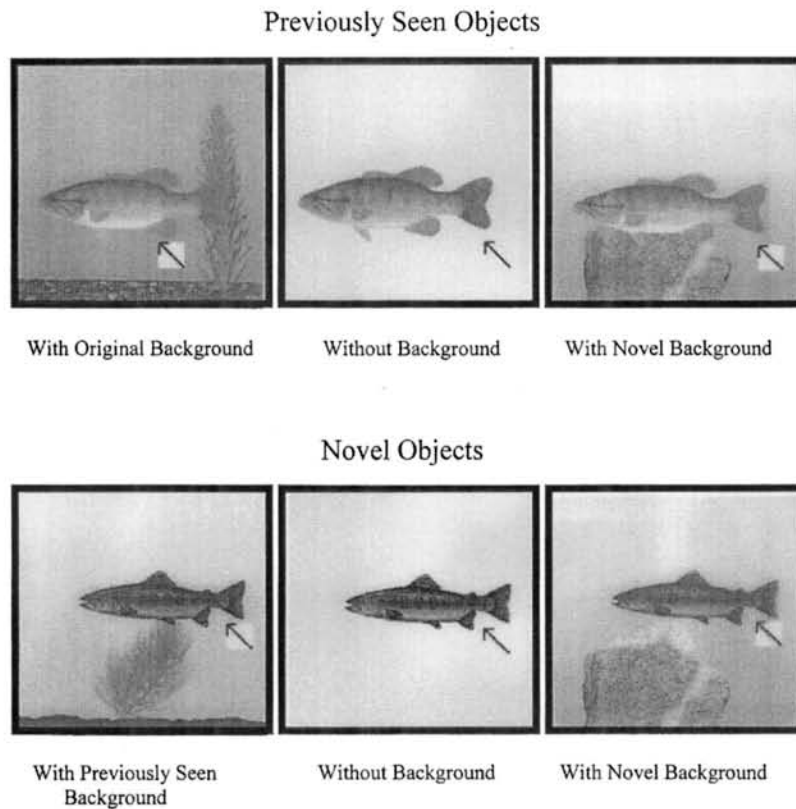 Previously Seen Objects
With Original Background
Without Background
With Novel Background
Novel Objects
With Previously Seen
Background
Without Background
With Novel Background